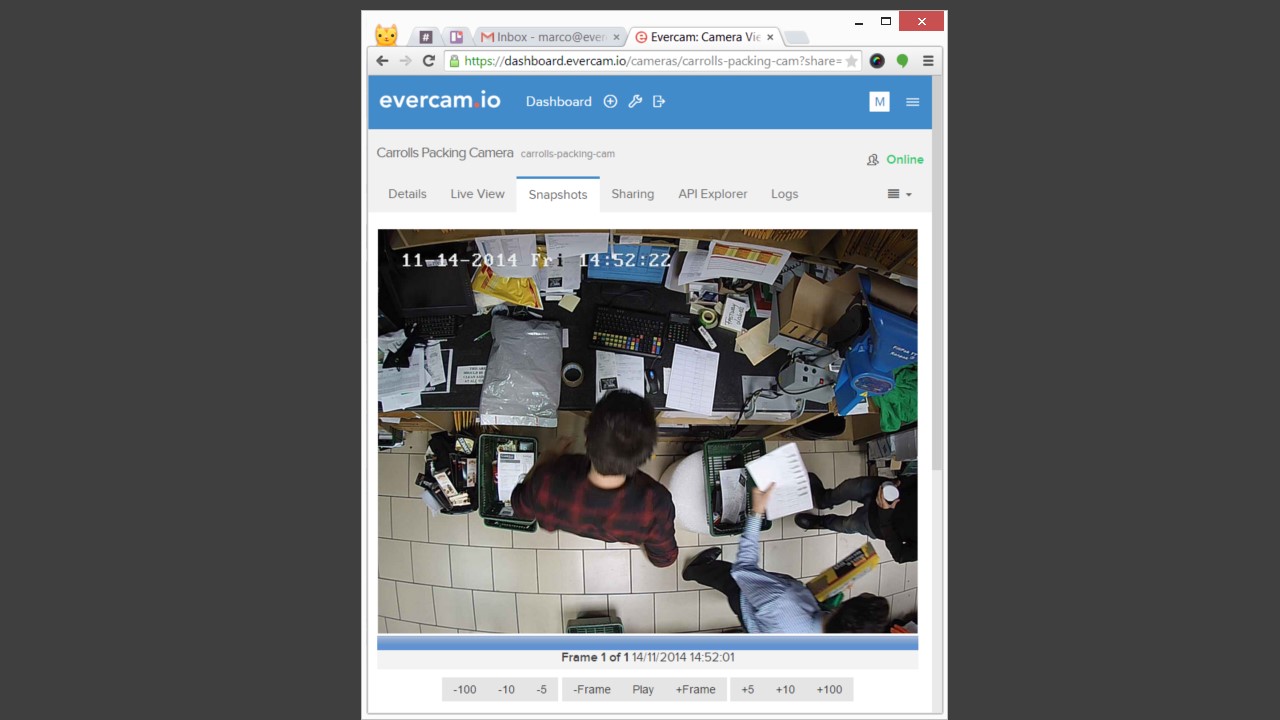 Inbox - marco@ever
Evercam: Camera Vie
https://dashboard.evercam.io/cameras/carrolls-packing-cam?share=
evercam.io
Dashboard
M
Carrolls Packing Camera carrolls-packing-cam
Online
Details Live View Snapshots Sharing API Explorer Logs
11-14-2014 Fri 14:52:22
Frame 1 of 1 14/11/2014 14:52:01
-100 -10 -5 -Frame Play +Frame +5 +10 +100